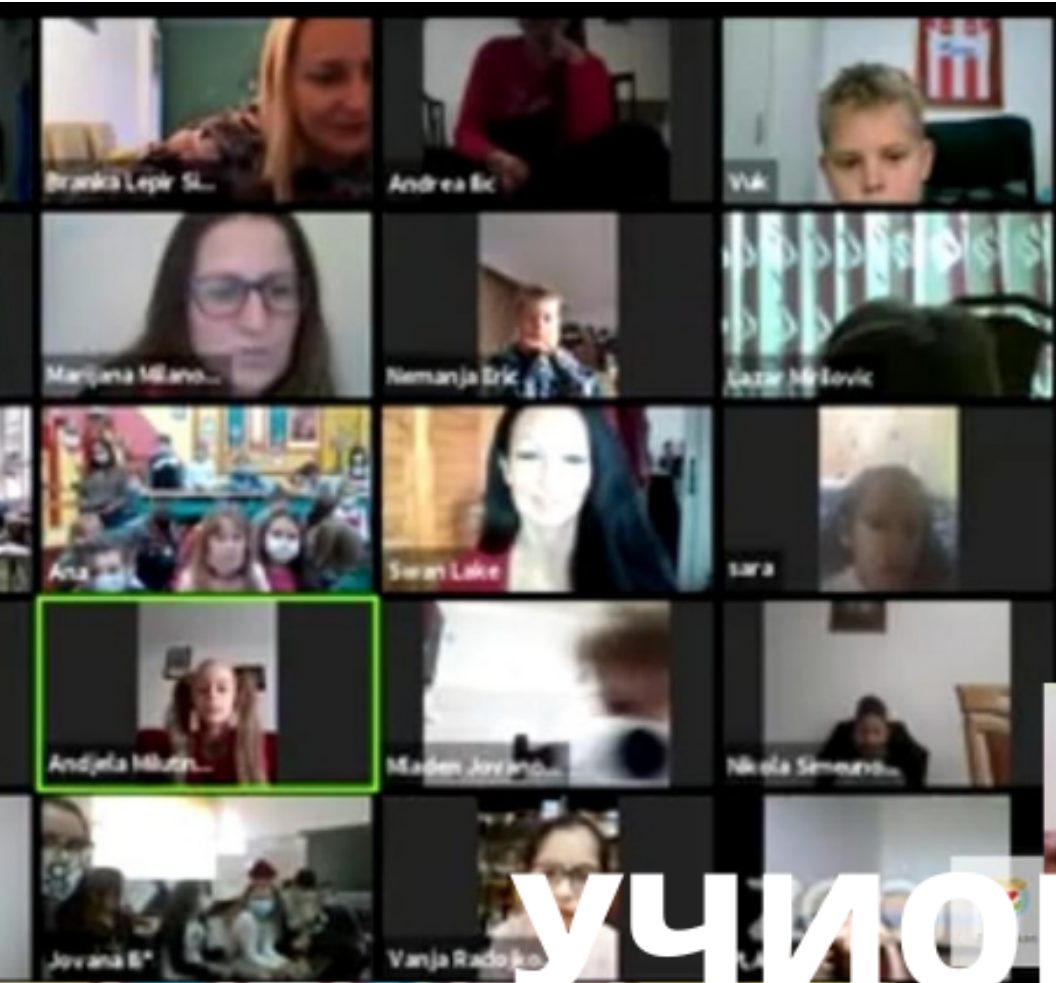 Branka Lepir Si...
Andrea Ilic
Vuk
Marijana Milano...
Nemanja Eric
Lazar Mrilovic
Ana
Swan Lake
sara
Andjela Milutin...
Mladen Jovano...
Nikola Simeuno...
Jovana B*
Vanja Radojko
учио